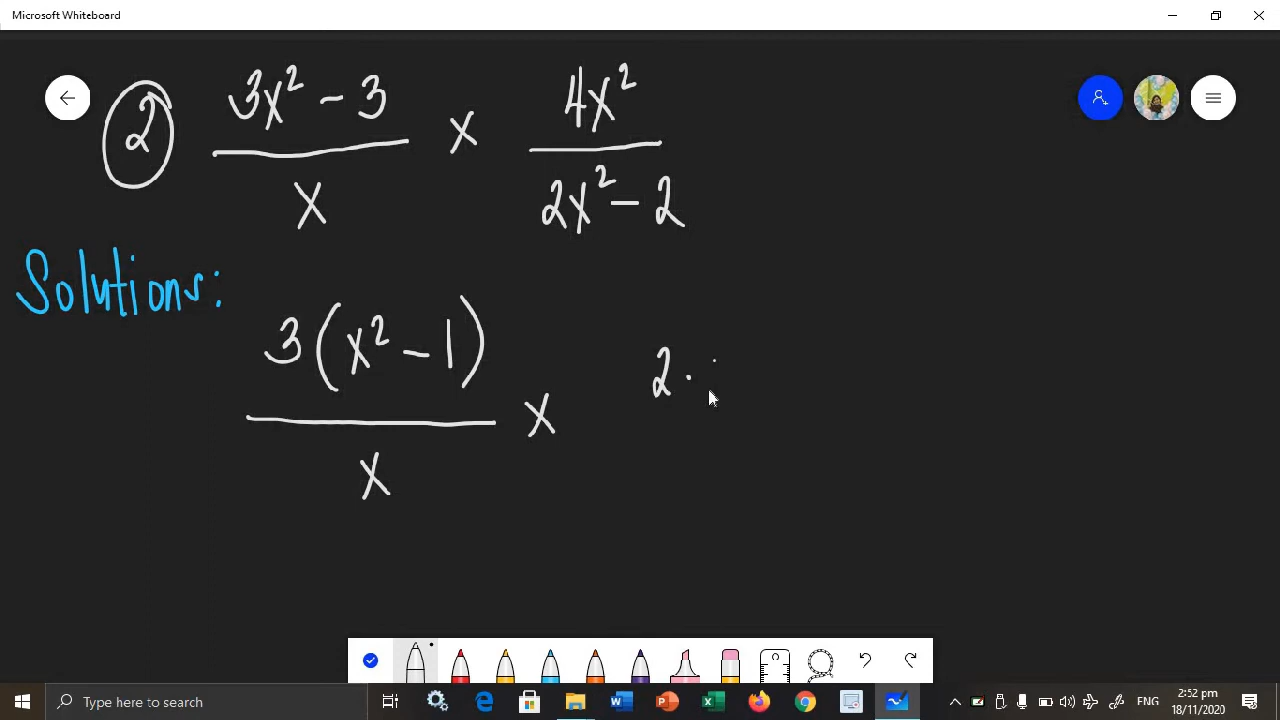 Microsoft Whiteboard
② 3x² - 3 / x × 4x² / 2x² - 2
Solutions:
3(x² - 1) / x × 2 ·
Type here to search
ENG
2:52 pm
18/11/2020